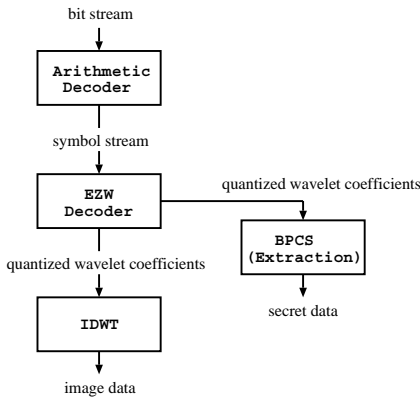 bit stream
Arithmetic
Decoder
symbol stream
EZW
Decoder
quantized wavelet coefficients
BPCS
(Extraction)
quantized wavelet coefficients
secret data
IDWT
image data